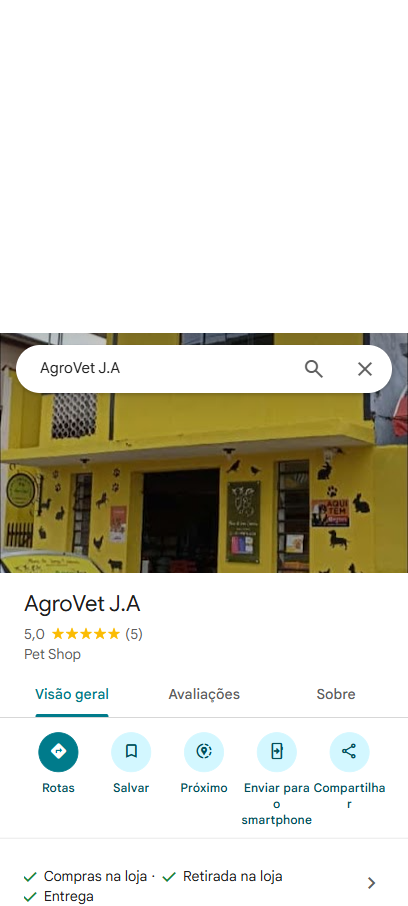 AgroVet J.A
AQUI
TEM
AgroVet J.A
5,0 ★★★★★ (5)
Pet Shop
Visão geral
Avaliações
Sobre
Rotas
Salvar
Próximo
Enviar para
o
smartphone
Compartilha
r
Compras na loja ·
Retirada na loja
Entrega